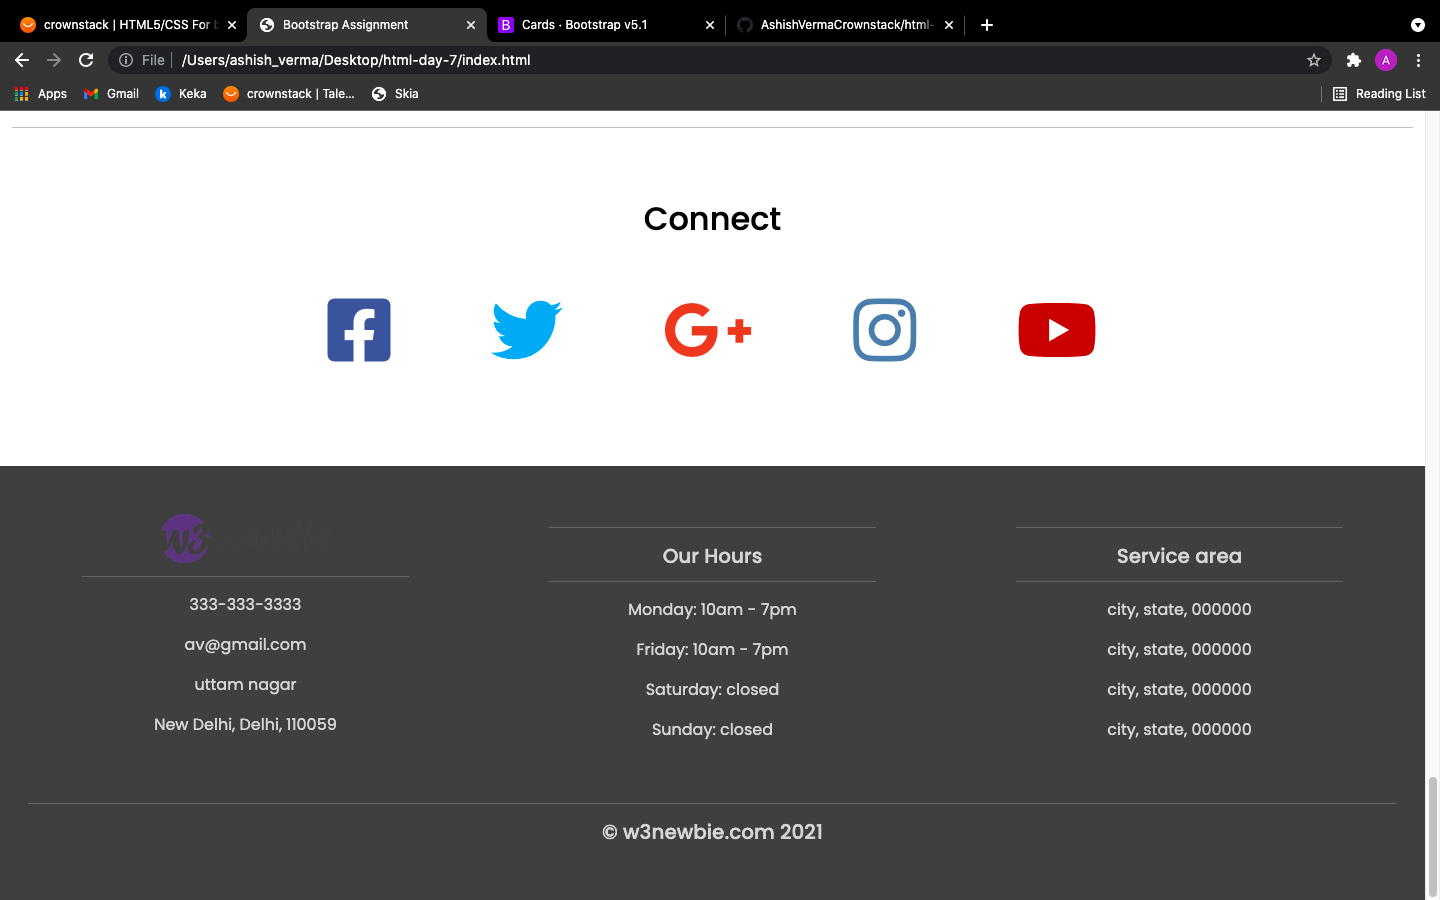 crownstack | HTML5/CSS For b
Bootstrap Assignment
B
Cards · Bootstrap v5.1
AshishVermaCrownstack/html-
File
/Users/ashish_verma/Desktop/html-day-7/index.html
A
Apps
Gmail
k
Keka
crownstack | Tale...
Skia
Reading List
Connect
w3
333-333-3333
av@gmail.com
uttam nagar
New Delhi, Delhi, 110059
Our Hours
Monday: 10am - 7pm
Friday: 10am - 7pm
Saturday: closed
Sunday: closed
Service area
city, state, 000000
city, state, 000000
city, state, 000000
city, state, 000000
© w3newbie.com 2021